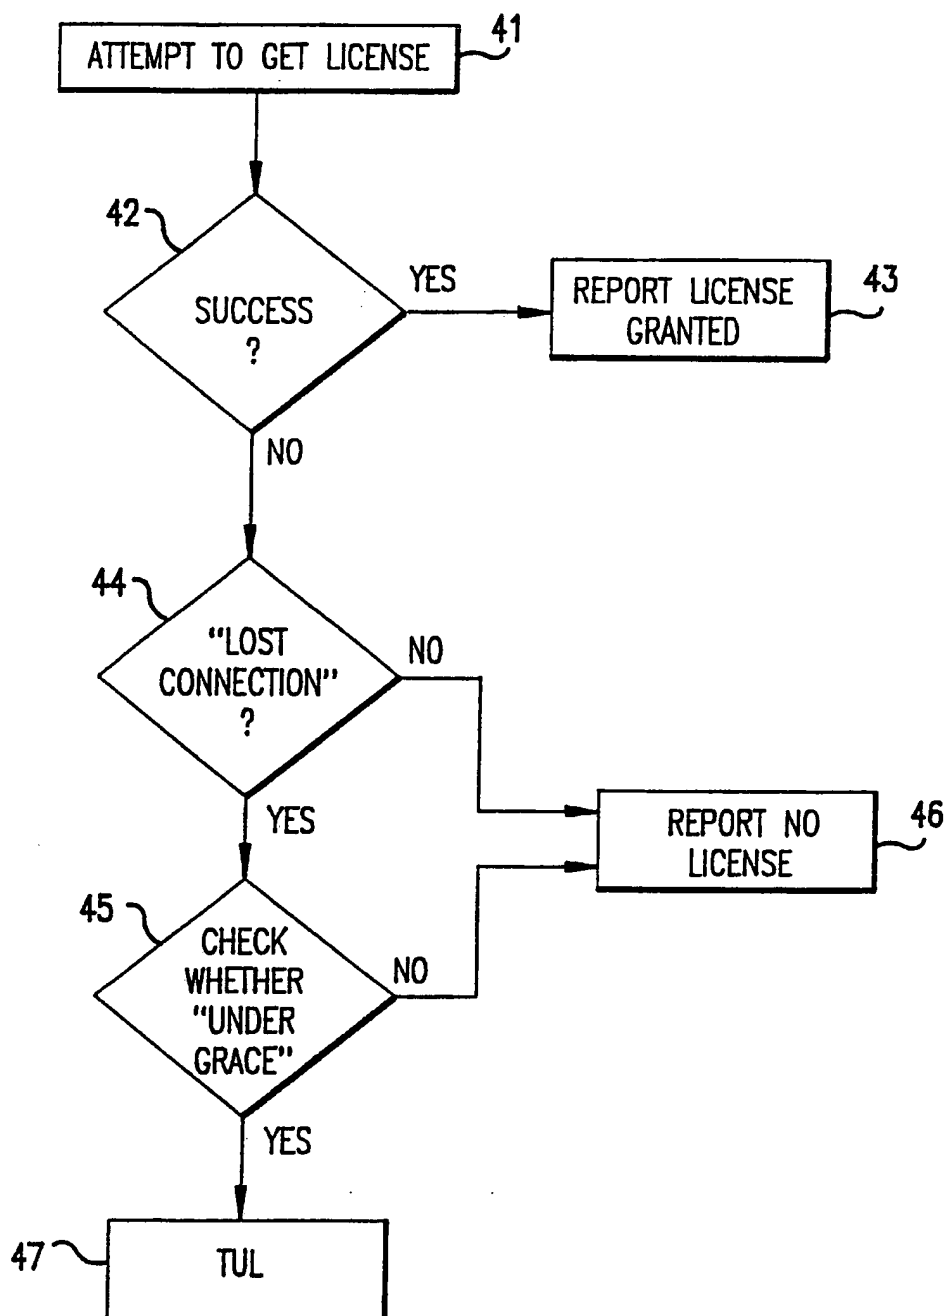 ATTEMPT TO GET LICENSE
41
42
SUCCESS
?
YES
REPORT LICENSE
GRANTED
43
NO
44
"LOST
CONNECTION"
?
NO
YES
REPORT NO
LICENSE
46
45
CHECK
WHETHER
"UNDER
GRACE"
NO
YES
47
TUL